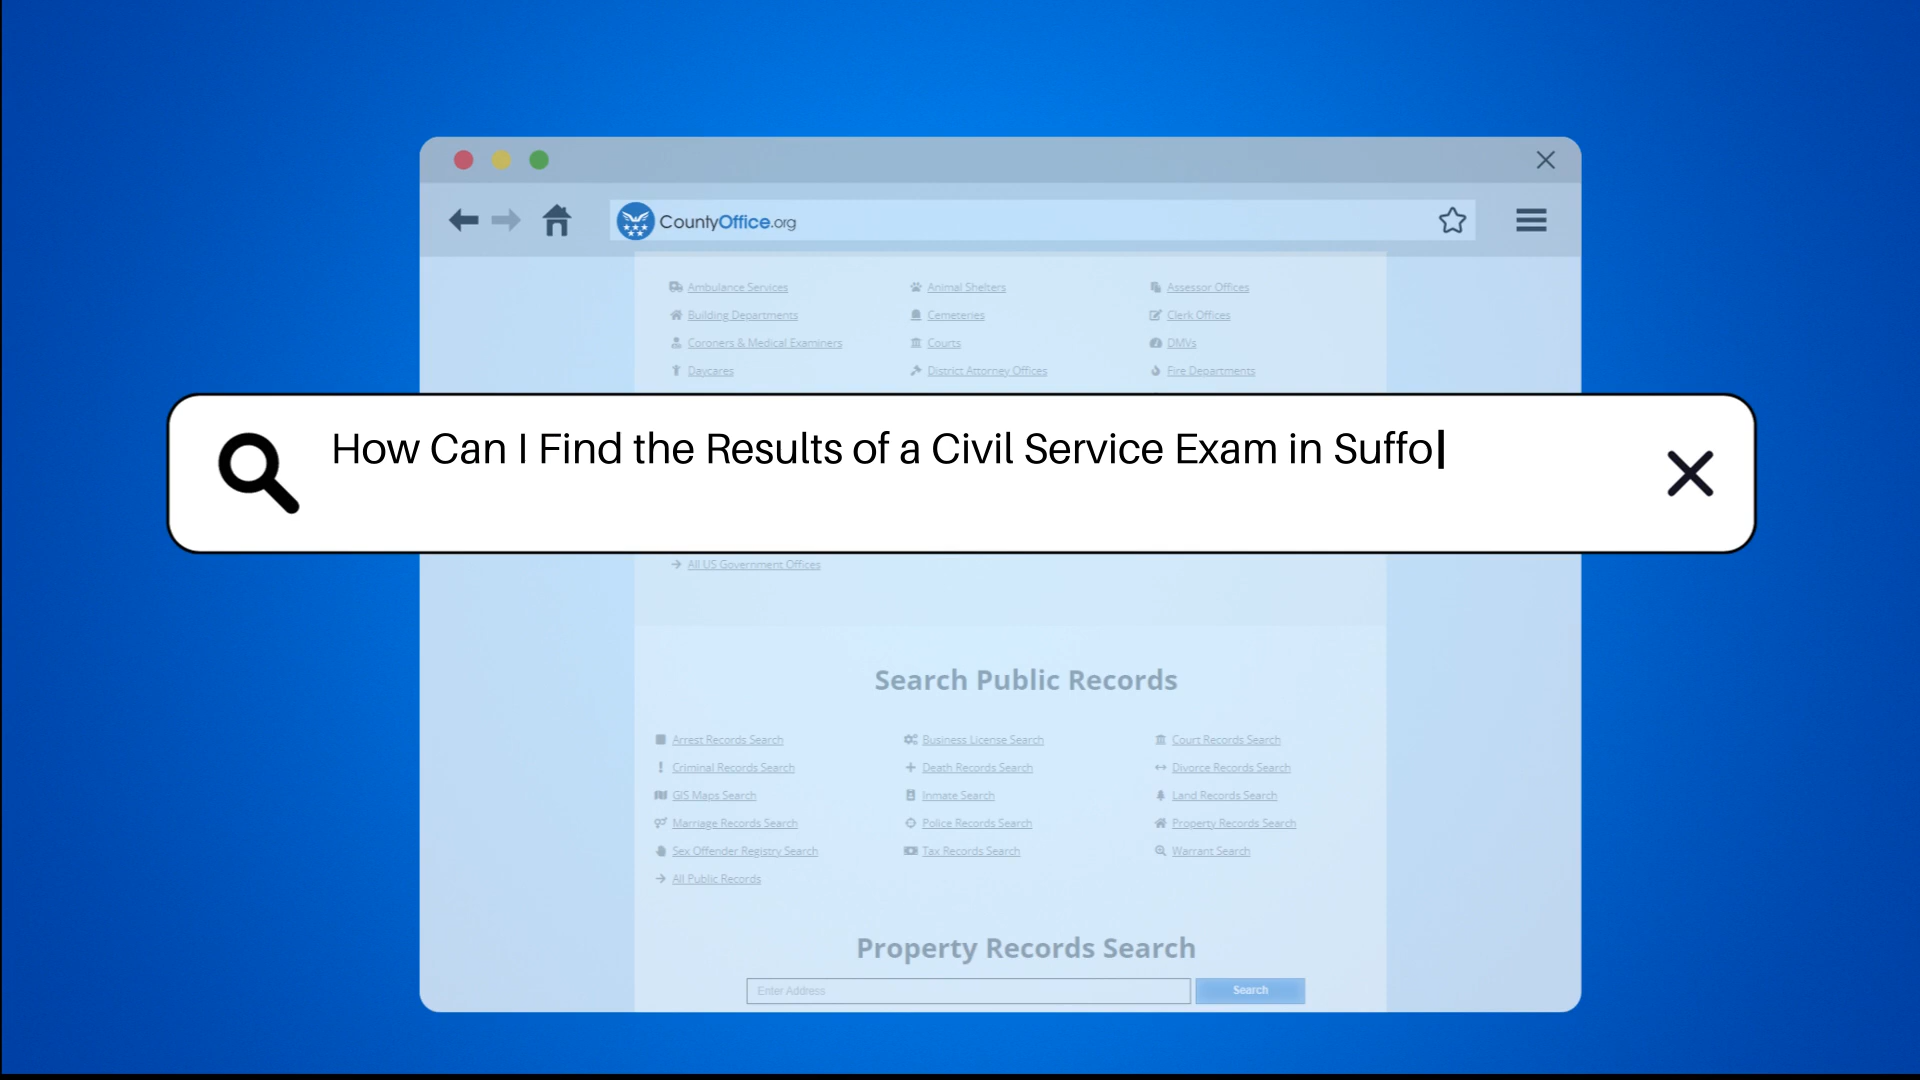 CountyOffice.org
Ambulance Services Animal Shelters Assessor Offices
Building Departments Cemeteries Clerk Offices
Coroners & Medical Examiners Courts DMVs
Daycares District Attorney Offices Fire Departments
How Can I Find the Results of a Civil Service Exam in Suffo
All US Government Offices
Search Public Records
Arrest Records Search Business License Search Court Records Search
Criminal Records Search Death Records Search Divorce Records Search
GIS Maps Search Inmate Search Land Records Search
Marriage Records Search Police Records Search Property Records Search
Sex Offender Registry Search Tax Records Search Warrant Search
All Public Records
Property Records Search
Enter Address Search